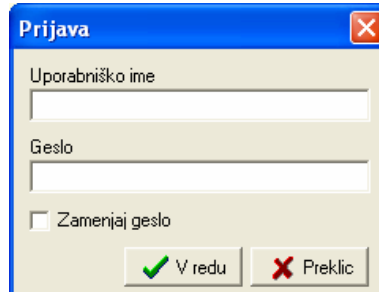 Prijava
Uporabniško ime
Geslo
Zamenjaj geslo
V redu Preklic